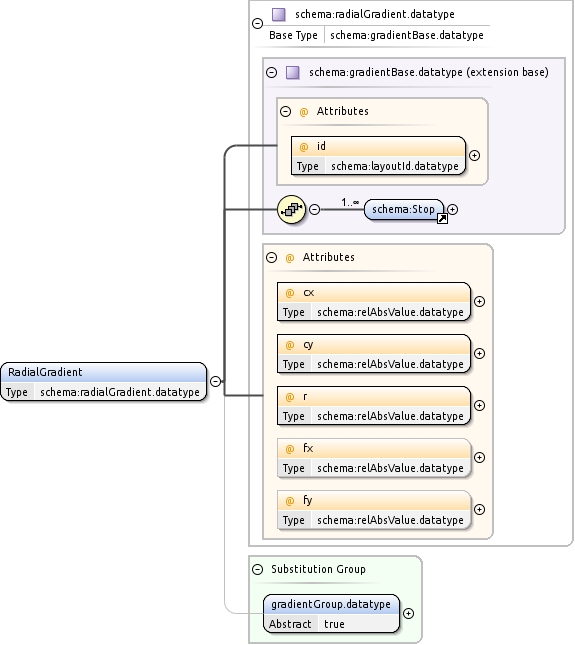 schema:radialGradient.datatype
Base Type schema:gradientBase.datatype
schema:gradientBase.datatype (extension base)
@ Attributes
@ id
Type schema:layoutId.datatype
1..∞
schema:Stop
@ Attributes
@ cx
Type schema:relAbsValue.datatype
@ cy
Type schema:relAbsValue.datatype
RadialGradient
Type schema:radialGradient.datatype
@ r
Type schema:relAbsValue.datatype
@ fx
Type schema:relAbsValue.datatype
@ fy
Type schema:relAbsValue.datatype
Substitution Group
gradientGroup.datatype
Abstract true